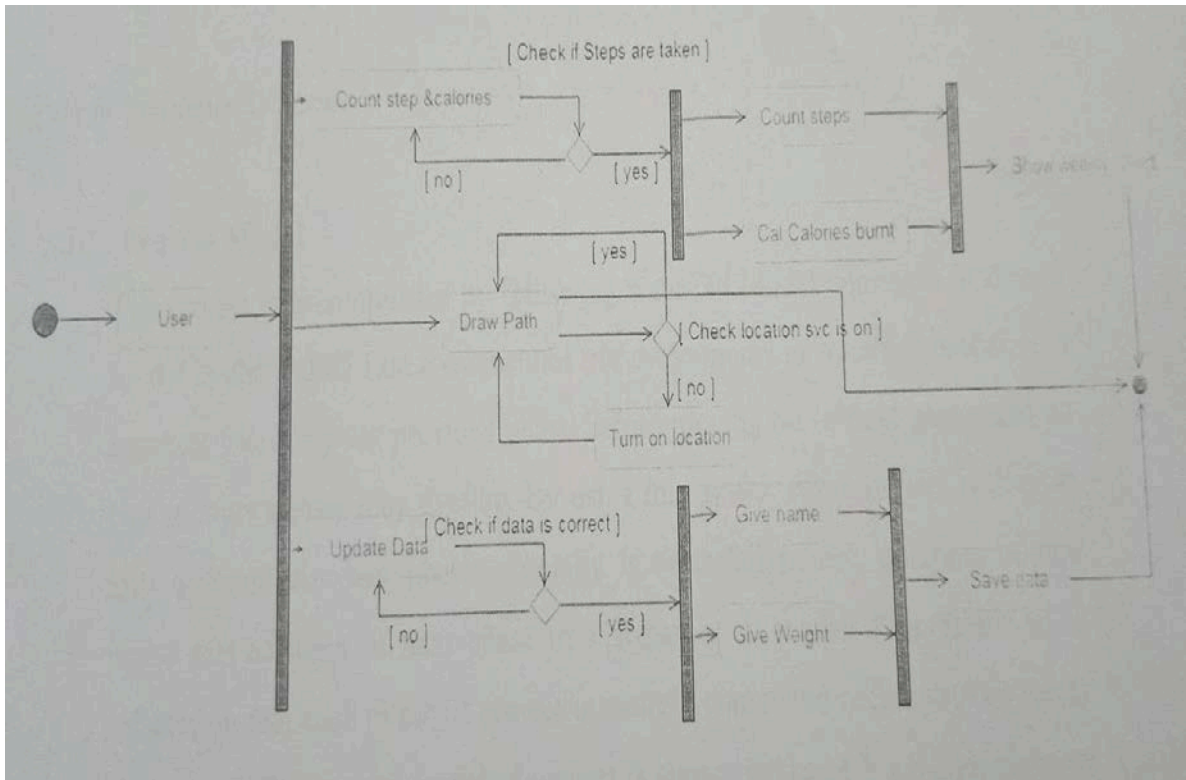 [ Check if Steps are taken ]
Count step &calories
[ no ]
[ yes ]
Count steps
Cal Calories burnt
Show
[ yes ]
User
Draw Path
[ Check location svc is on ]
[ no ]
Turn on location
[ Check if data is correct ]
Update Data
[ no ]
[ yes ]
Give name
Give Weight
Save data